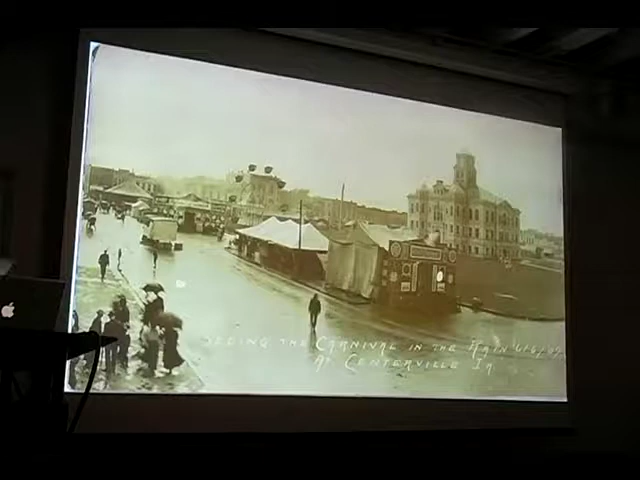 Seeing the Carnival in the Rain
At Centerville Ia.